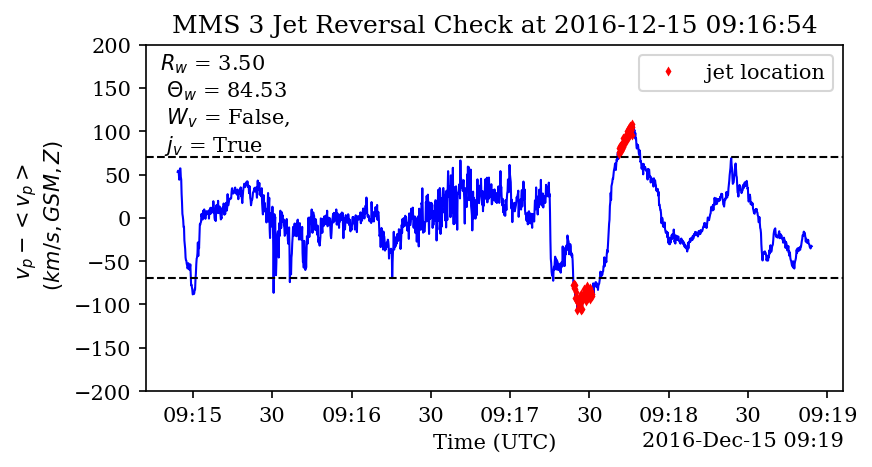 MMS 3 Jet Reversal Check at 2016-12-15 09:16:54
200
150
100
50
0
−50
−100
−150
−200
v_p − < v_p >
(km/s, GSM, Z)
R_w = 3.50
Θ_w = 84.53
W_v = False,
j_v = True
jet location
09:15 30 09:16 30 09:17 30 09:18 30 09:19
Time (UTC)
2016-Dec-15 09:19